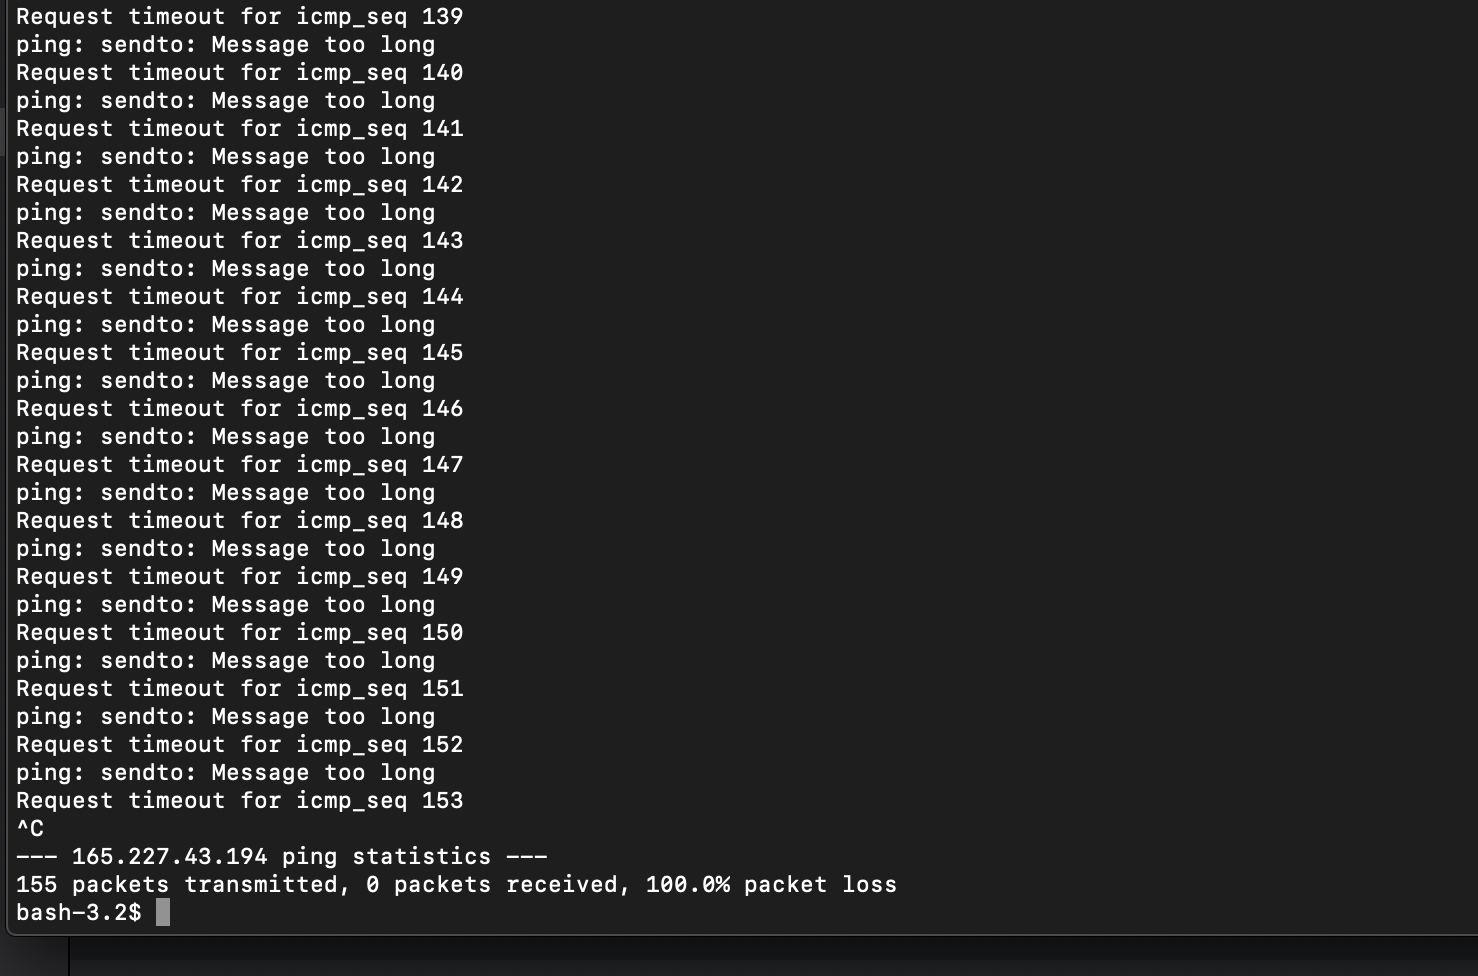 Request timeout for icmp_seq 139
ping: sendto: Message too long
Request timeout for icmp_seq 140
ping: sendto: Message too long
Request timeout for icmp_seq 141
ping: sendto: Message too long
Request timeout for icmp_seq 142
ping: sendto: Message too long
Request timeout for icmp_seq 143
ping: sendto: Message too long
Request timeout for icmp_seq 144
ping: sendto: Message too long
Request timeout for icmp_seq 145
ping: sendto: Message too long
Request timeout for icmp_seq 146
ping: sendto: Message too long
Request timeout for icmp_seq 147
ping: sendto: Message too long
Request timeout for icmp_seq 148
ping: sendto: Message too long
Request timeout for icmp_seq 149
ping: sendto: Message too long
Request timeout for icmp_seq 150
ping: sendto: Message too long
Request timeout for icmp_seq 151
ping: sendto: Message too long
Request timeout for icmp_seq 152
ping: sendto: Message too long
Request timeout for icmp_seq 153
^C
--- 165.227.43.194 ping statistics ---
155 packets transmitted, 0 packets received, 100.0% packet loss
bash-3.2$